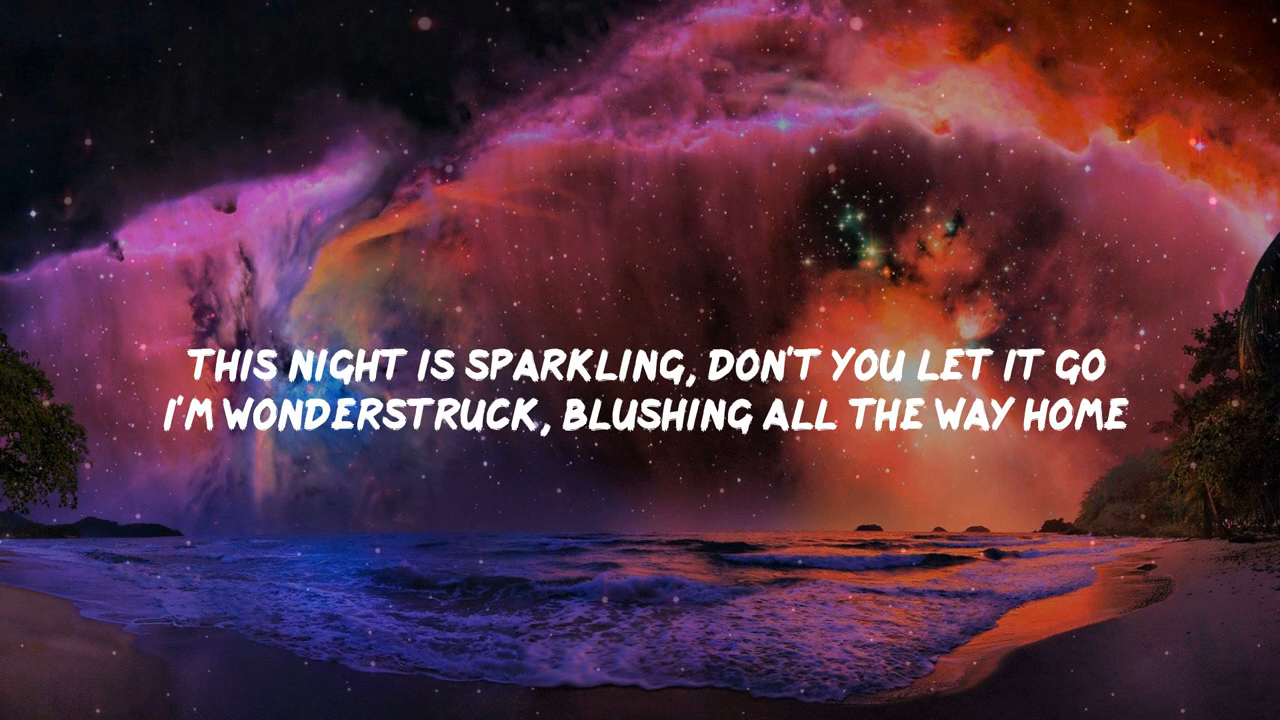 THIS NIGHT IS SPARKLING, DON'T YOU LET IT GO
I'M WONDERSTRUCK, BLUSHING ALL THE WAY HOME